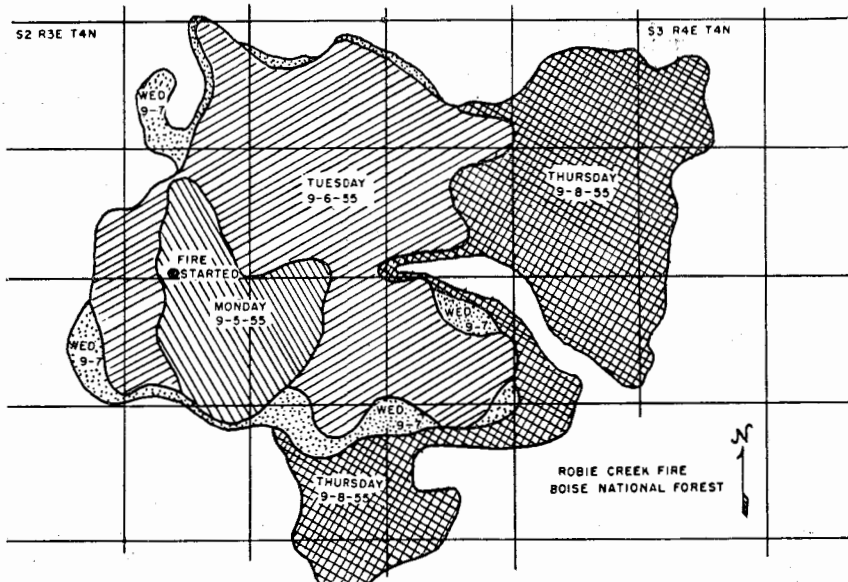 S2 R3E T4N
S3 R4E T4N
WED.
9-7
TUESDAY
9-6-55
THURSDAY
9-8-55
FIRE
STARTED
MONDAY
9-5-55
WED.
9-7
WED
9-7
WED.
9-7
THURSDAY
9-8-55
N
ROBIE CREEK FIRE
BOISE NATIONAL FOREST